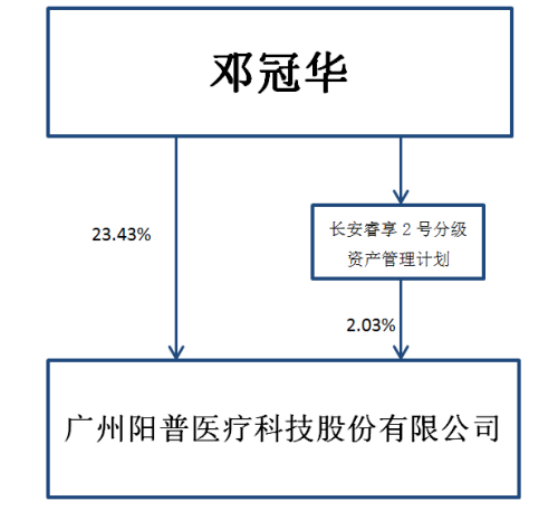 邓冠华
23.43%
长安睿享2号分级
资产管理计划
2.03%
广州阳普医疗科技股份有限公司